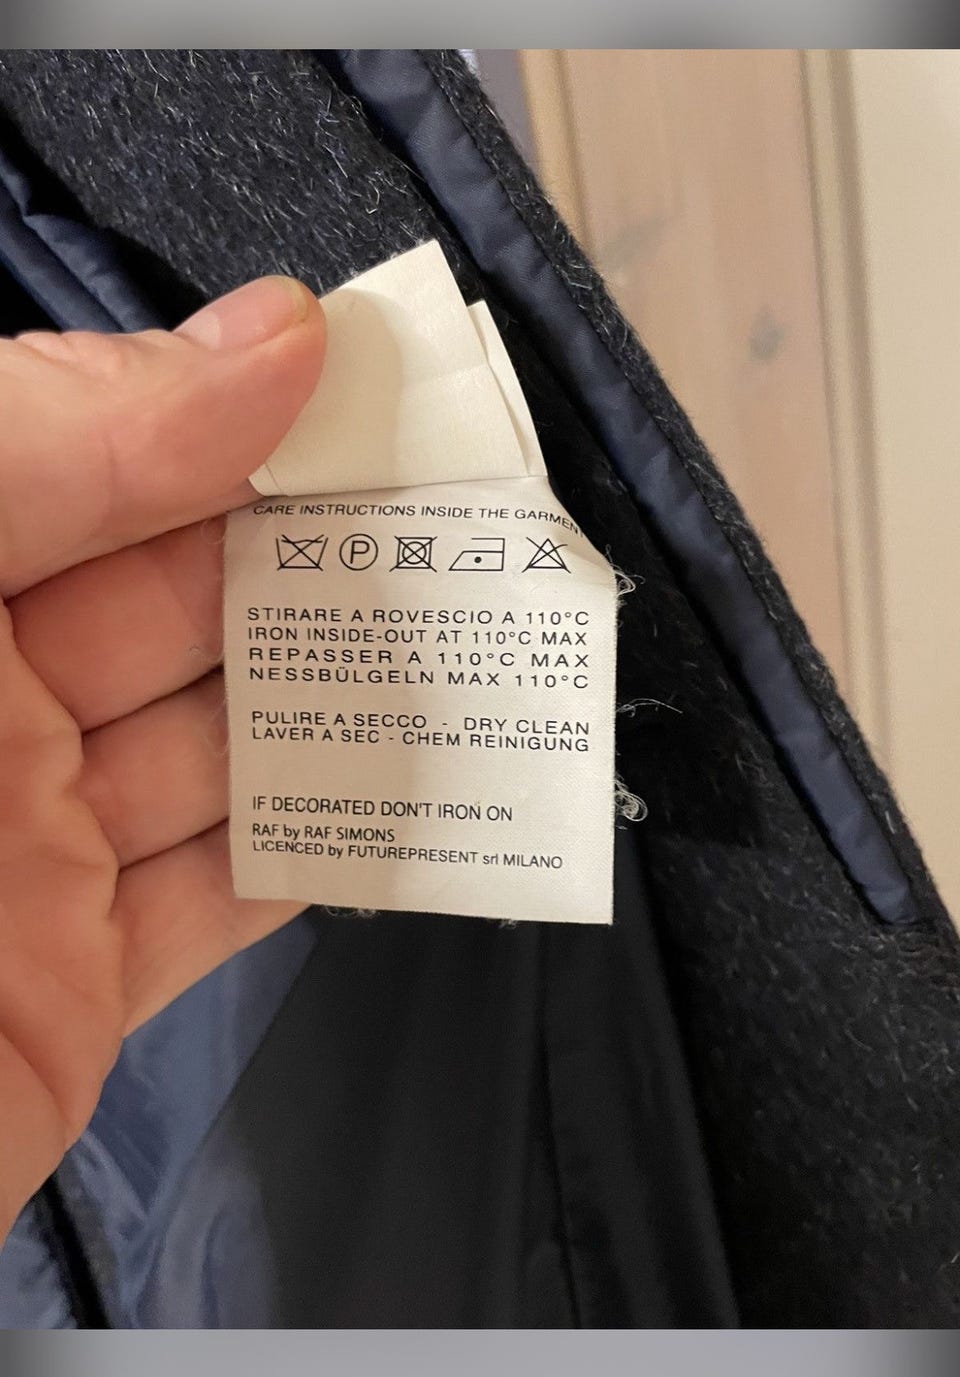 CARE INSTRUCTIONS INSIDE THE GARMENT
P
STIRARE A ROVESCIO A 110°C
IRON INSIDE-OUT AT 110°C MAX
REPASSER A 110°C MAX
NESSBÜLGELN MAX 110°C
PULIRE A SECCO - DRY CLEAN
LAVER A SEC - CHEM REINIGUNG
IF DECORATED DON'T IRON ON
RAF by RAF SIMONS
LICENCED by FUTUREPRESENT srl MILANO